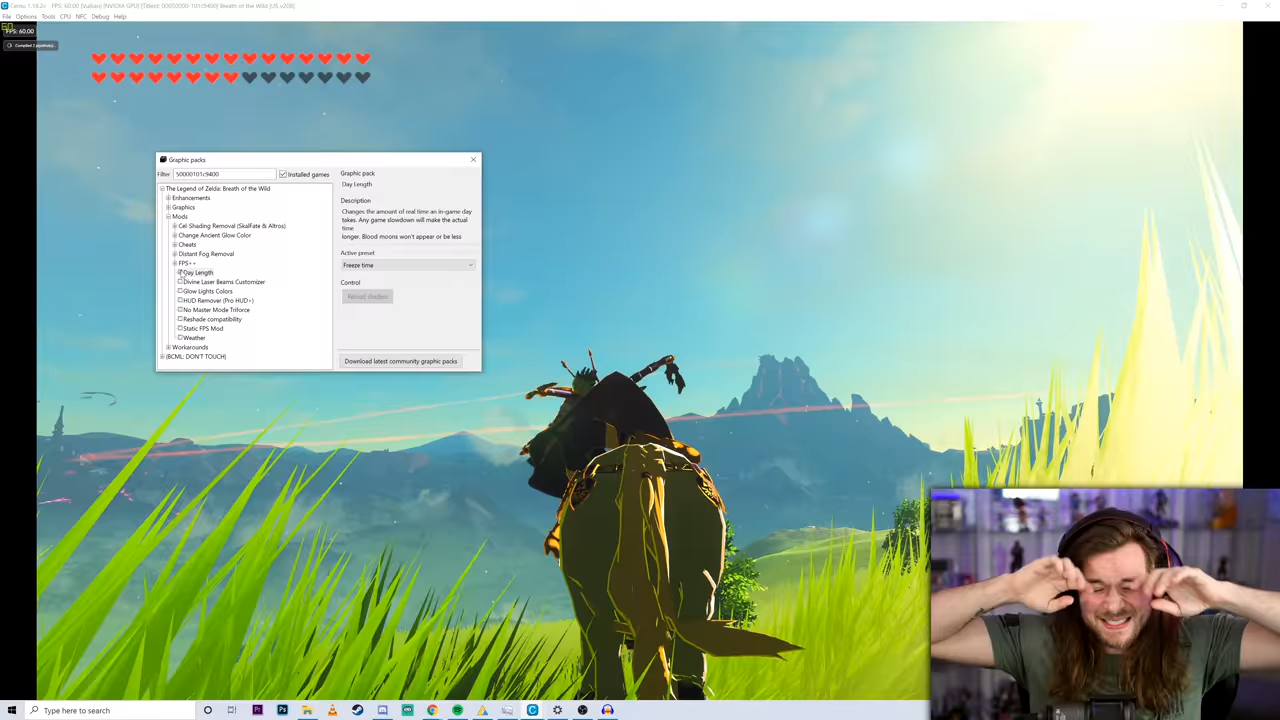 Cemu 1.18.2c - FPS: 60.00 [Vulkan] [NVIDIA GPU] [TitleId: 00050000-101c9400] Breath of the Wild [US v208]
File Options Tools CPU NFC Debug Help
60
FPS: 60.00
Compiled 2 pipeline(s)...
Graphic packs
Filter 50000101c9400 Installed games
The Legend of Zelda: Breath of the Wild
Enhancements
Graphics
Mods
Cel Shading Removal (Skalfate & Altros)
Change Ancient Glow Color
Cheats
Distant Fog Removal
FPS++
Day Length
Divine Laser Beams Customizer
Glow Lights Colors
HUD Remover (Pro HUD+)
No Master Mode Triforce
Reshade compatibility
Static FPS Mod
Weather
Workarounds
(BCML: DON'T TOUCH)
Graphic pack
Day Length
Description
Changes the amount of real time an in-game day
takes. Any game slowdown will make the actual
time
longer. Blood moons won't appear or be less
Active preset
Freeze time
Control
Reload shaders
Download latest community graphic packs
Type here to search